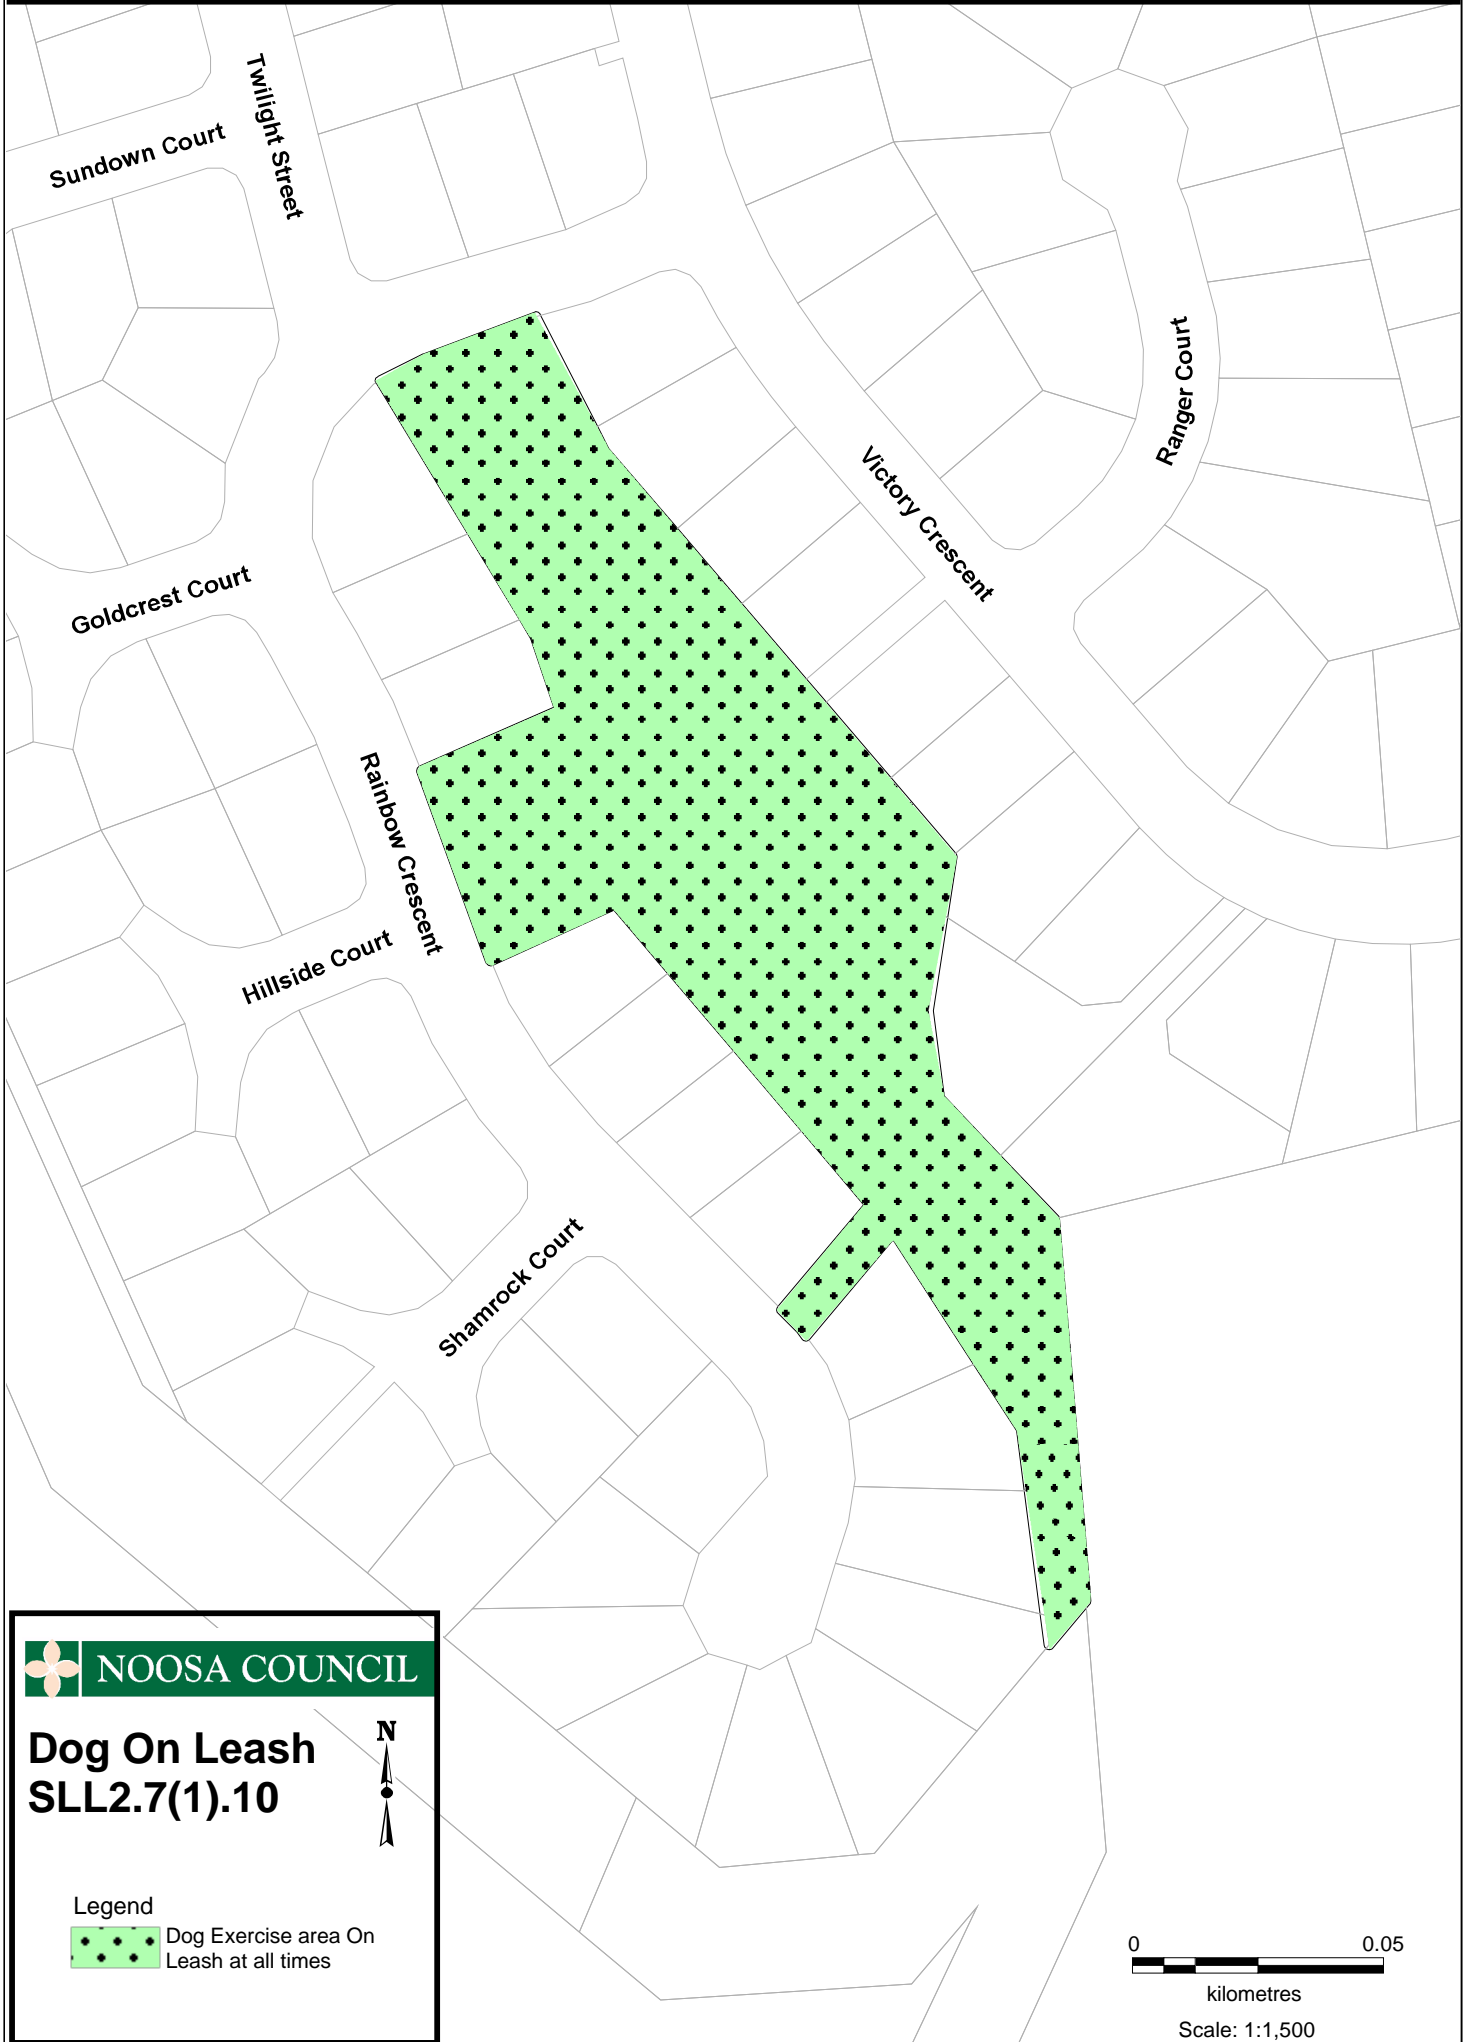 Twilight Street
Sundown Court
Ranger Court
Victory Crescent
Goldcrest Court
Rainbow Crescent
Hillside Court
Shamrock Court
NOOSA COUNCIL
Dog On Leash
SLL2.7(1).10
N
Legend
Dog Exercise area On
Leash at all times
0 0.05
kilometres
Scale: 1:1,500